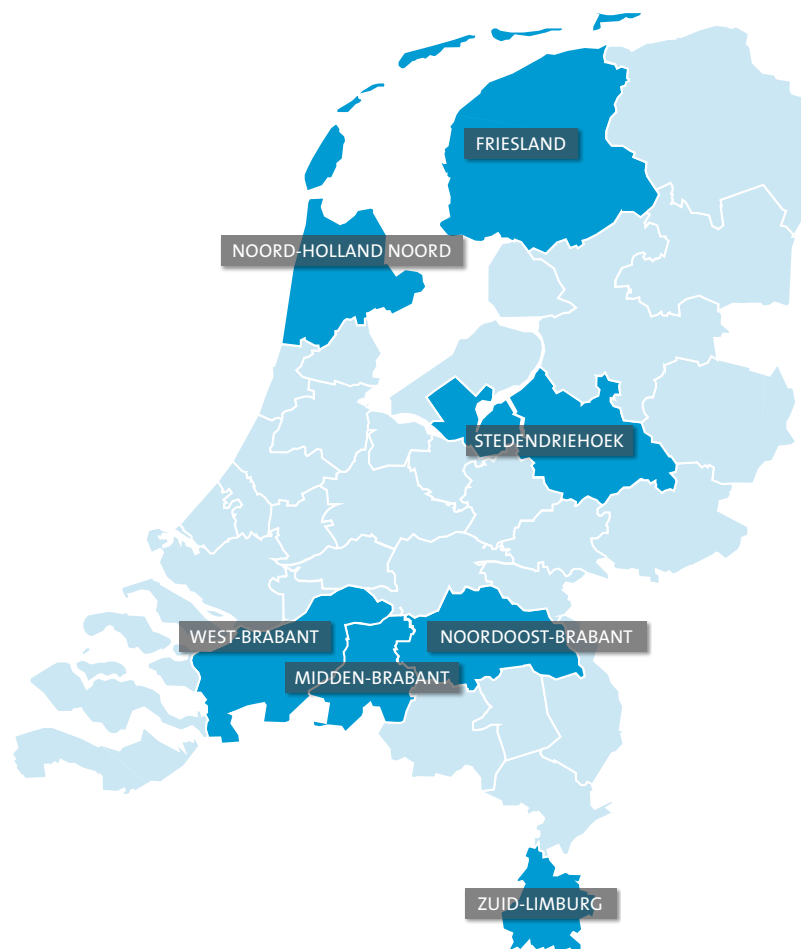 FRIESLAND
NOORD-HOLLAND NOORD
STEDENDRIEHOEK
WEST-BRABANT
NOORDOOST-BRABANT
MIDDEN-BRABANT
ZUID-LIMBURG